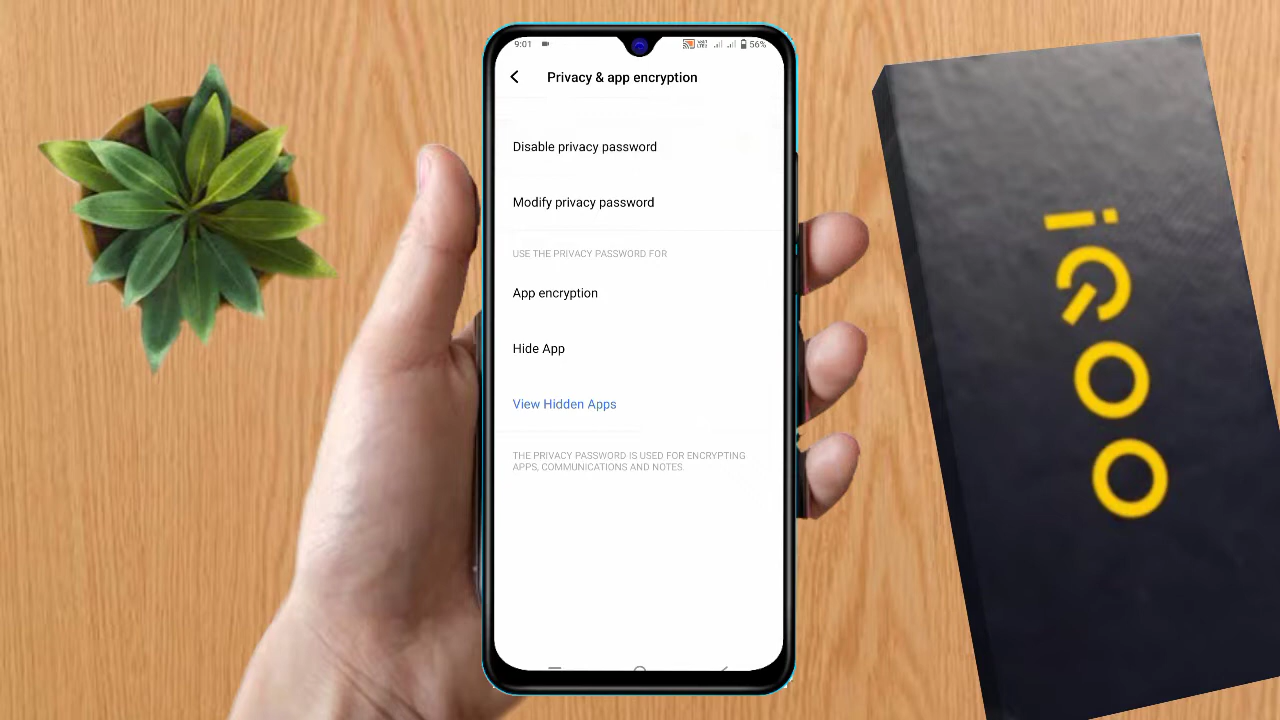 9:01
56%
Privacy & app encryption
Disable privacy password
Modify privacy password
USE THE PRIVACY PASSWORD FOR
App encryption
Hide App
View Hidden Apps
THE PRIVACY PASSWORD IS USED FOR ENCRYPTING
APPS, COMMUNICATIONS AND NOTES.
iQOO